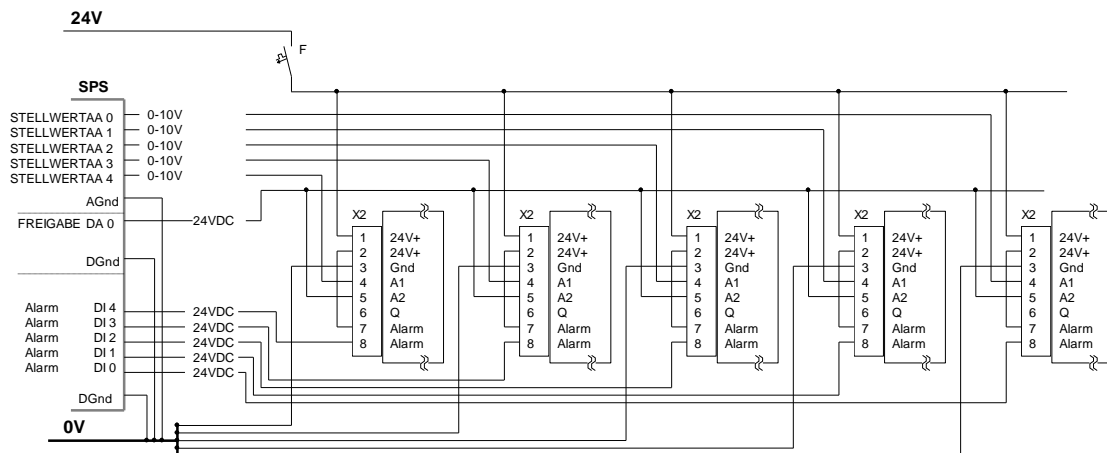 24V
F
SPS
STELLWERTAA 0 0-10V
STELLWERTAA 1 0-10V
STELLWERTAA 2 0-10V
STELLWERTAA 3 0-10V
STELLWERTAA 4 0-10V
AGnd
FREIGABE DA 0 24VDC
DGnd
Alarm DI 4 24VDC
Alarm DI 3 24VDC
Alarm DI 2 24VDC
Alarm DI 1 24VDC
Alarm DI 0 24VDC
DGnd
0V
X2
1 24V+
2 24V+
3 Gnd
4 A1
5 A2
6 Q
7 Alarm
8 Alarm
X2
1 24V+
2 24V+
3 Gnd
4 A1
5 A2
6 Q
7 Alarm
8 Alarm
X2
1 24V+
2 24V+
3 Gnd
4 A1
5 A2
6 Q
7 Alarm
8 Alarm
X2
1 24V+
2 24V+
3 Gnd
4 A1
5 A2
6 Q
7 Alarm
8 Alarm
X2
1 24V+
2 24V+
3 Gnd
4 A1
5 A2
6 Q
7 Alarm
8 Alarm